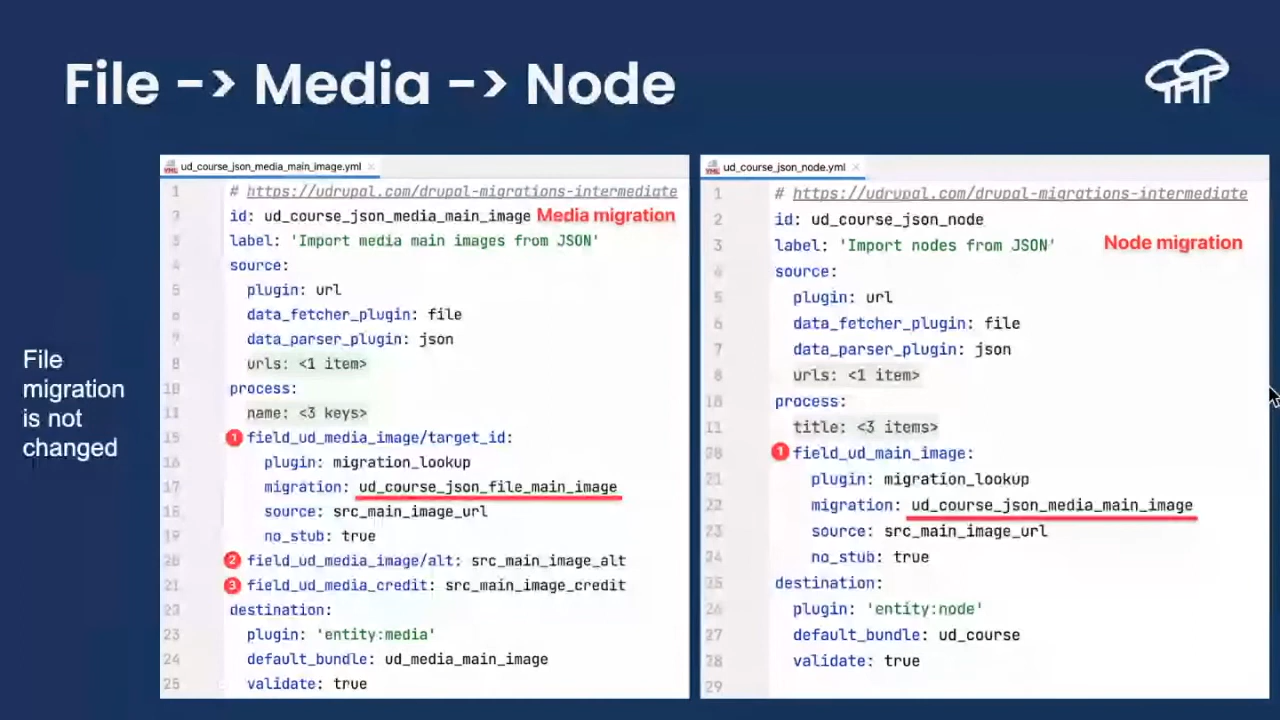 File -> Media -> Node
File
migration
is not
changed
ud_course_json_media_main_image.yml
1 # https://udrupal.com/drupal-migrations-intermediate
2 id: ud_course_json_media_main_image Media migration
3 label: 'Import media main images from JSON'
4 source:
5 plugin: url
6 data_fetcher_plugin: file
7 data_parser_plugin: json
8 urls: <1 item>
10 process:
11 name: <3 keys>
15 1 field_ud_media_image/target_id:
16 plugin: migration_lookup
17 migration: ud_course_json_file_main_image
18 source: src_main_image_url
19 no_stub: true
20 2 field_ud_media_image/alt: src_main_image_alt
21 3 field_ud_media_credit: src_main_image_credit
22 destination:
23 plugin: 'entity:media'
24 default_bundle: ud_media_main_image
25 validate: true
ud_course_json_node.yml
1 # https://udrupal.com/drupal-migrations-intermediate
2 id: ud_course_json_node
3 label: 'Import nodes from JSON' Node migration
4 source:
5 plugin: url
6 data_fetcher_plugin: file
7 data_parser_plugin: json
8 urls: <1 item>
10 process:
11 title: <3 items>
20 1 field_ud_main_image:
21 plugin: migration_lookup
22 migration: ud_course_json_media_main_image
23 source: src_main_image_url
24 no_stub: true
25 destination:
26 plugin: 'entity:node'
27 default_bundle: ud_course
28 validate: true
29